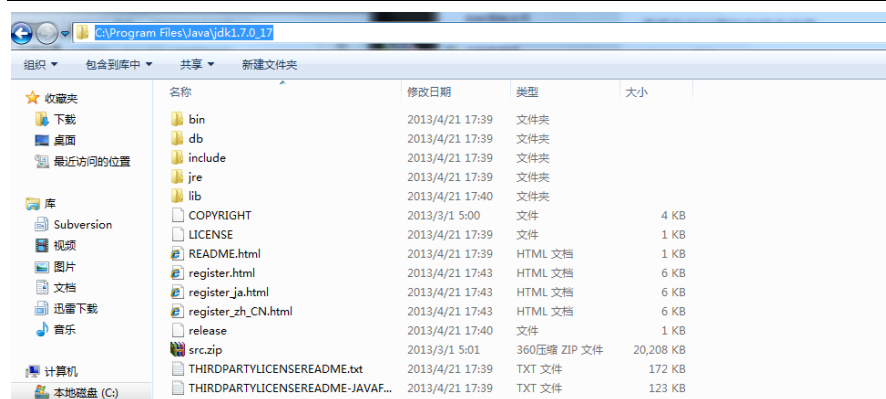 C:\Program Files\Java\jdk1.7.0_17
组织 包含到库中 共享 新建文件夹
名称 修改日期 类型 大小
收藏夹
下载
桌面
最近访问的位置
库
Subversion
视频
图片
文档
迅雷下载
音乐
计算机
本地磁盘 (C:)
bin 2013/4/21 17:39 文件夹
db 2013/4/21 17:39 文件夹
include 2013/4/21 17:39 文件夹
jre 2013/4/21 17:39 文件夹
lib 2013/4/21 17:40 文件夹
COPYRIGHT 2013/3/1 5:00 文件 4 KB
LICENSE 2013/4/21 17:39 文件 1 KB
README.html 2013/4/21 17:39 HTML 文档 1 KB
register.html 2013/4/21 17:43 HTML 文档 6 KB
register_ja.html 2013/4/21 17:43 HTML 文档 6 KB
register_zh_CN.html 2013/4/21 17:43 HTML 文档 6 KB
release 2013/4/21 17:40 文件 1 KB
src.zip 2013/3/1 5:01 360压缩 ZIP 文件 20,208 KB
THIRDPARTYLICENSEREADME.txt 2013/4/21 17:39 TXT 文件 172 KB
THIRDPARTYLICENSEREADME-JAVAF... 2013/4/21 17:39 TXT 文件 123 KB